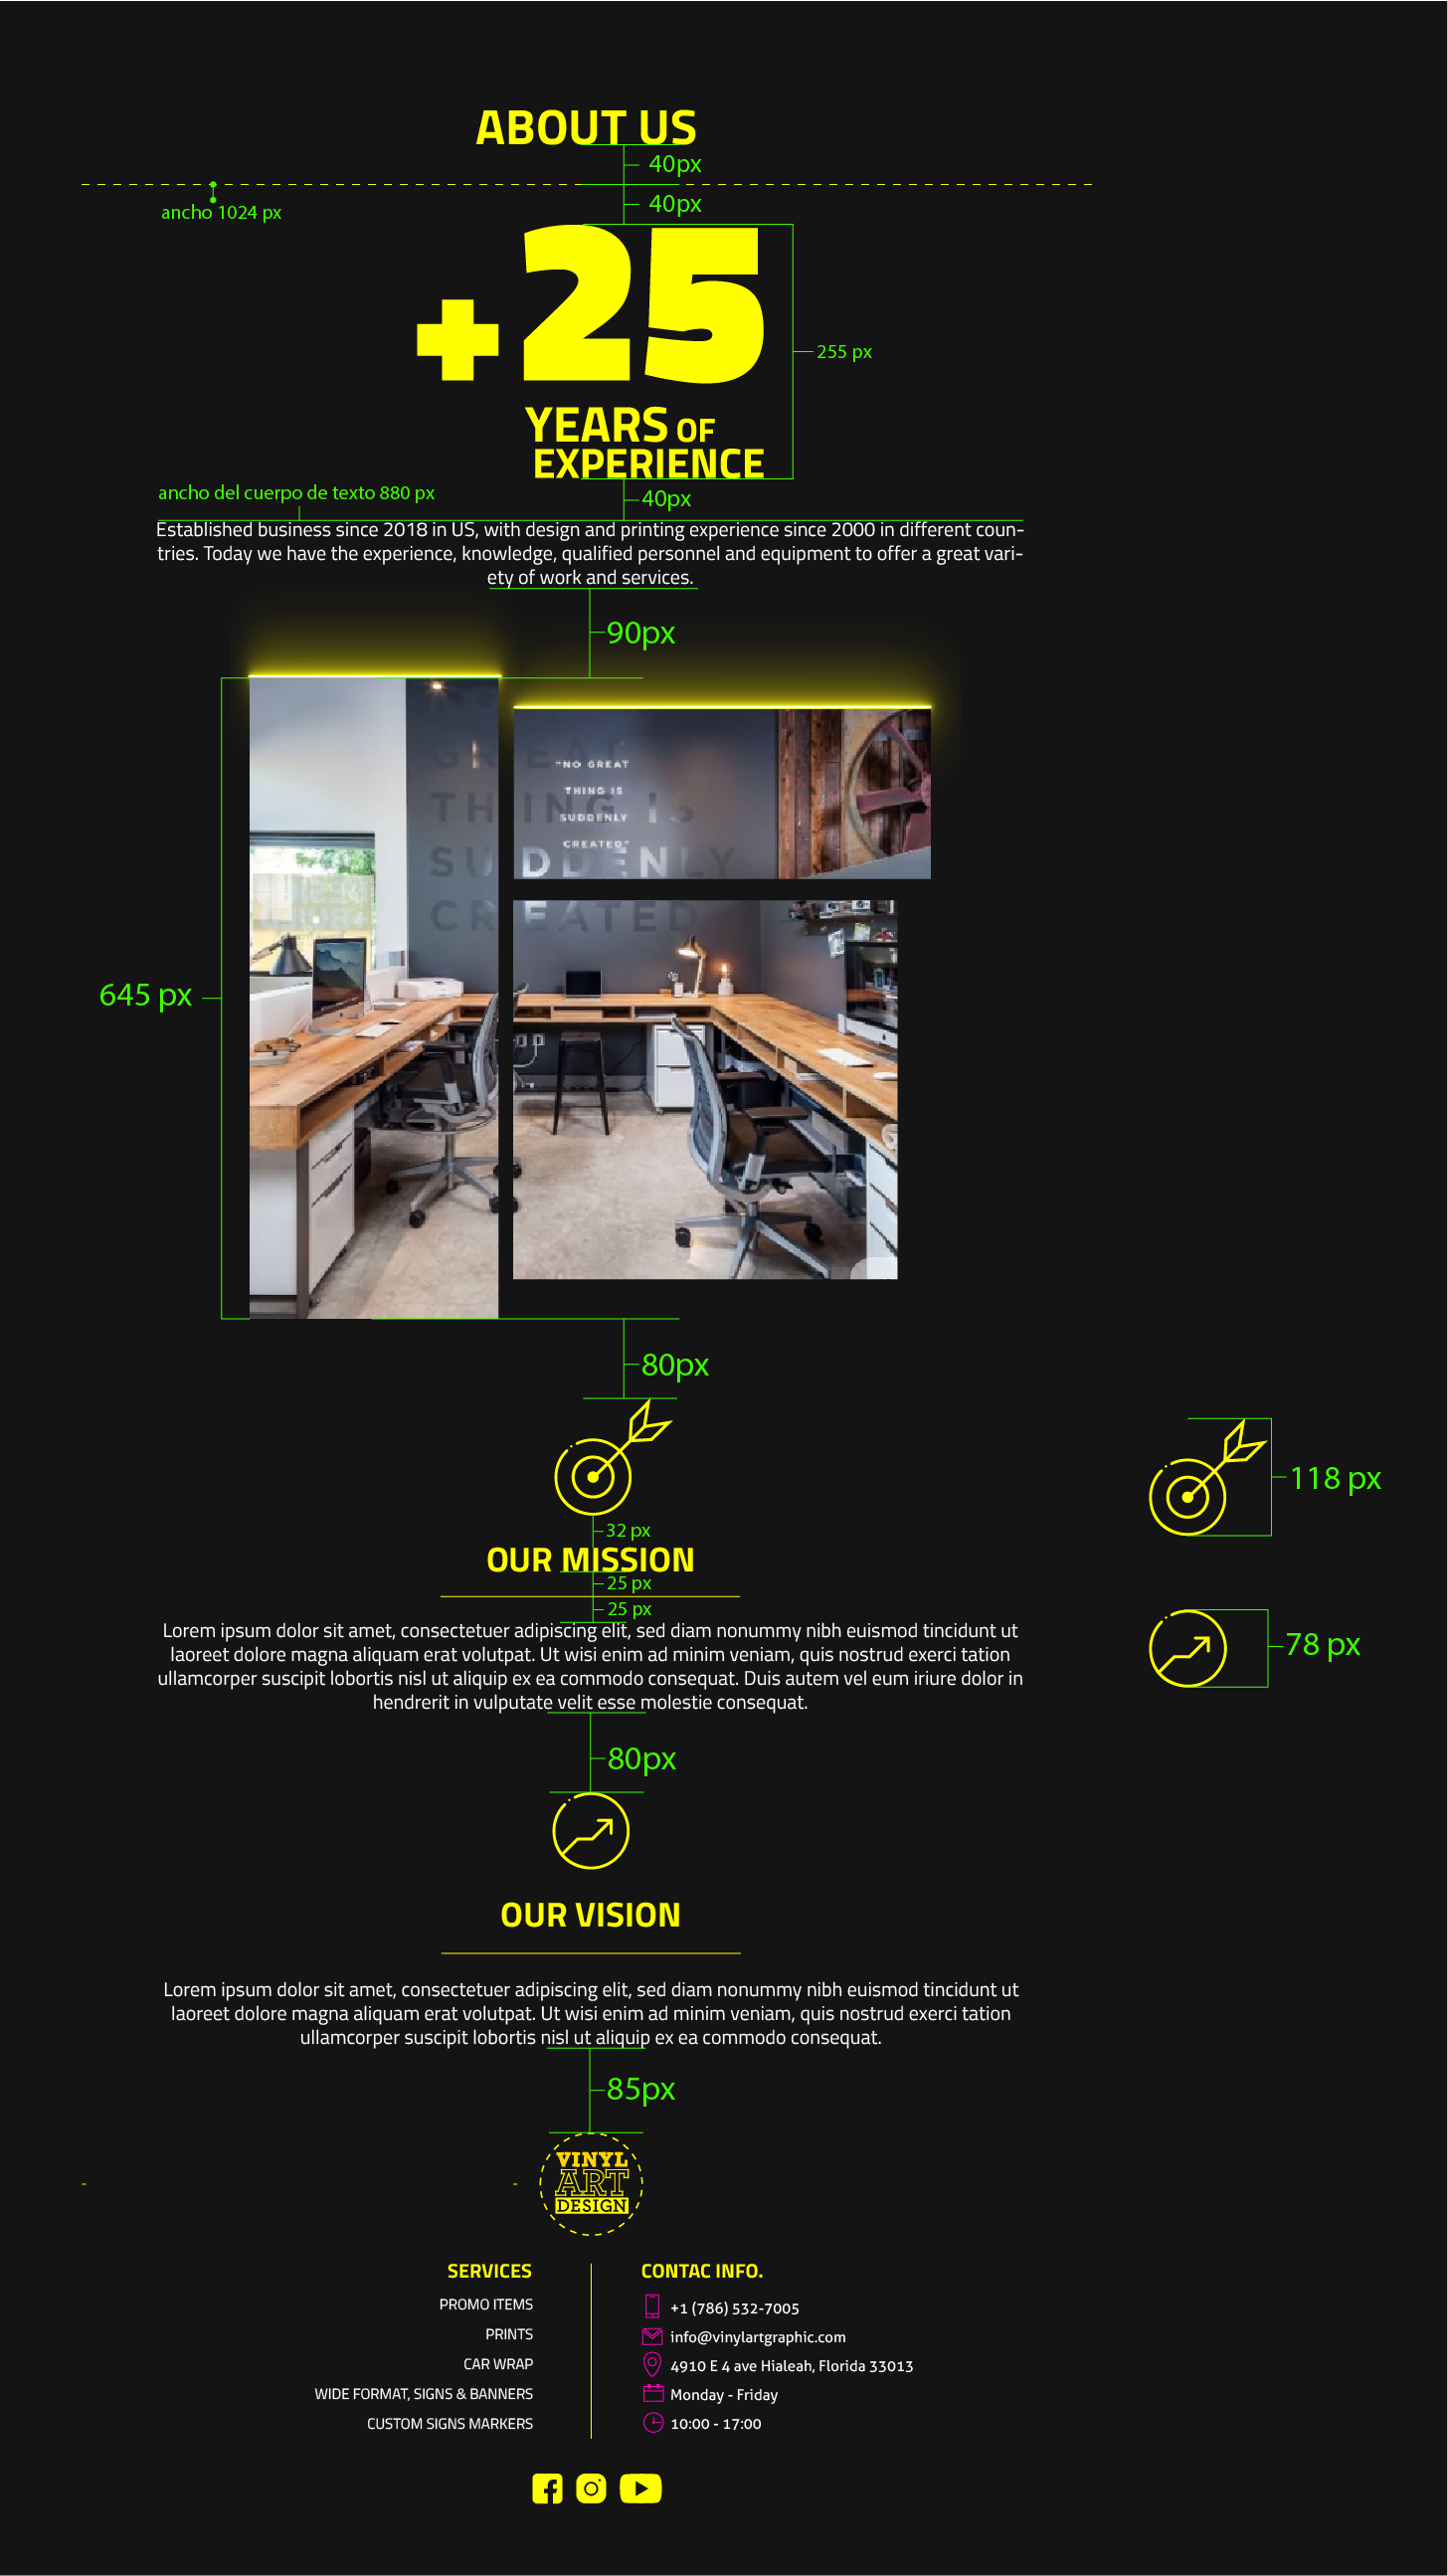 ABOUT US
40px
ancho 1024 px
40px
+25
255 px
YEARS OF
EXPERIENCE
ancho del cuerpo de texto 880 px
40px
Established business since 2018 in US, with design and printing experience since 2000 in different coun-
tries. Today we have the experience, knowledge, qualified personnel and equipment to offer a great vari-
ety of work and services.
90px
GREAT
THING IS
SUDDENLY
CREATED
"NO GREAT
THING IS
SUDDENLY
CREATED"
645 px
80px
118 px
32 px
OUR MISSION
25 px
25 px
Lorem ipsum dolor sit amet, consectetuer adipiscing elit, sed diam nonummy nibh euismod tincidunt ut
laoreet dolore magna aliquam erat volutpat. Ut wisi enim ad minim veniam, quis nostrud exerci tation
ullamcorper suscipit lobortis nisl ut aliquip ex ea commodo consequat. Duis autem vel eum iriure dolor in
hendrerit in vulputate velit esse molestie consequat.
78 px
80px
OUR VISION
Lorem ipsum dolor sit amet, consectetuer adipiscing elit, sed diam nonummy nibh euismod tincidunt ut
laoreet dolore magna aliquam erat volutpat. Ut wisi enim ad minim veniam, quis nostrud exerci tation
ullamcorper suscipit lobortis nisl ut aliquip ex ea commodo consequat.
85px
VINYL
ART
DESIGN
SERVICES
PROMO ITEMS
PRINTS
CAR WRAP
WIDE FORMAT, SIGNS & BANNERS
CUSTOM SIGNS MARKERS
CONTAC INFO.
+1 (786) 532-7005
info@vinylartgraphic.com
4910 E 4 ave Hialeah, Florida 33013
Monday - Friday
10:00 - 17:00